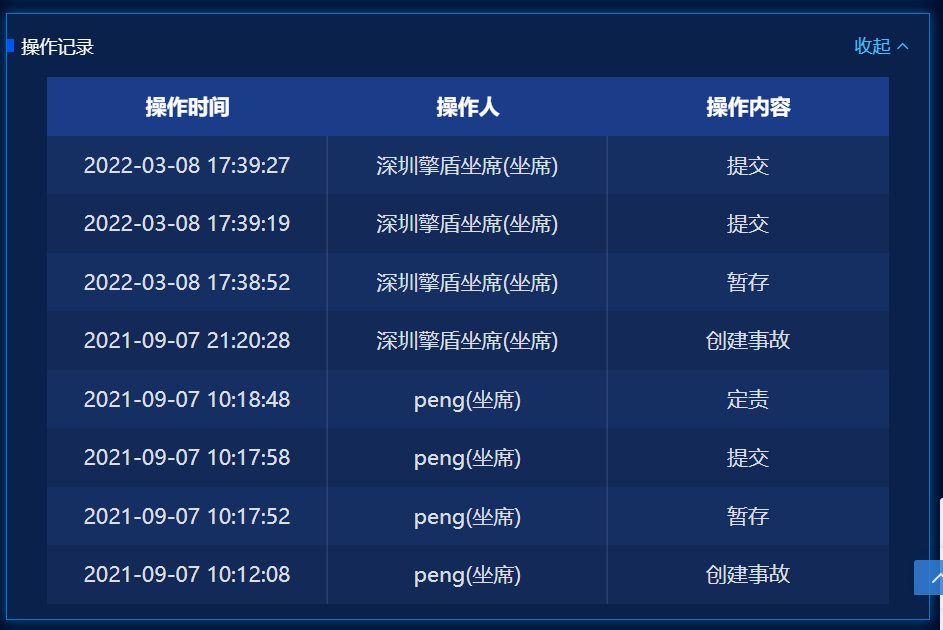 操作记录 收起
操作时间 操作人 操作内容
2022-03-08 17:39:27 深圳擎盾坐席(坐席) 提交
2022-03-08 17:39:19 深圳擎盾坐席(坐席) 提交
2022-03-08 17:38:52 深圳擎盾坐席(坐席) 暂存
2021-09-07 21:20:28 深圳擎盾坐席(坐席) 创建事故
2021-09-07 10:18:48 peng(坐席) 定责
2021-09-07 10:17:58 peng(坐席) 提交
2021-09-07 10:17:52 peng(坐席) 暂存
2021-09-07 10:12:08 peng(坐席) 创建事故